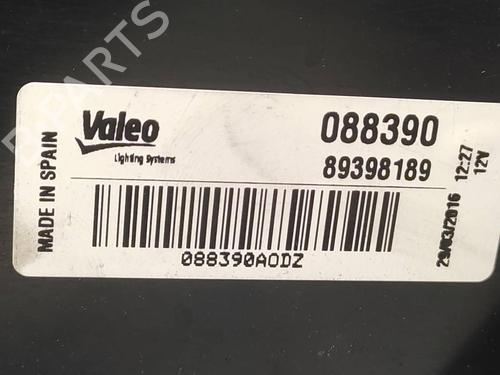 MADE IN SPAIN
Valeo
Lighting Systems
088390
89398189
088390AODZ
29/03/2016 12:27
12V
PARTS